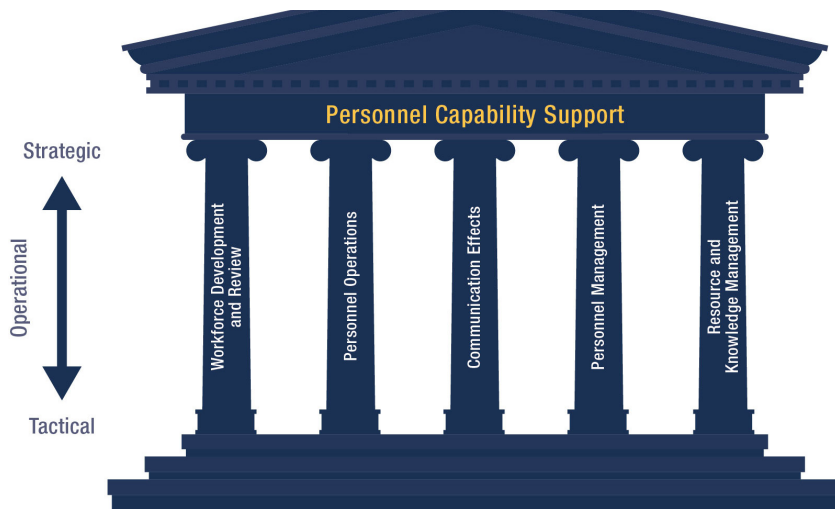 Personnel Capability Support
Strategic
Operational
Tactical
Workforce Development
and Review
Personnel Operations
Communication Effects
Personnel Management
Resource and
Knowledge Management